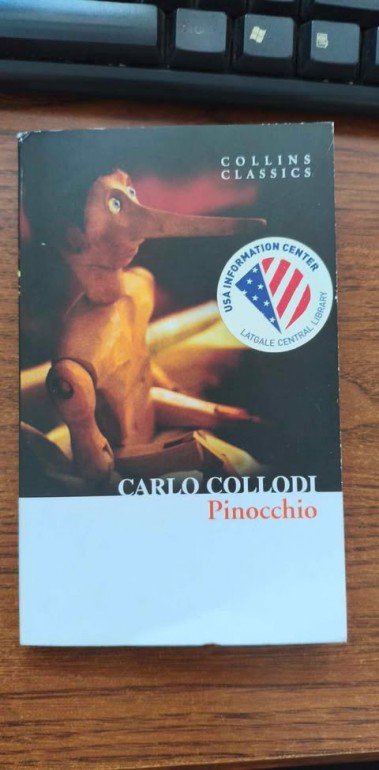 COLLINS
CLASSICS
USA INFORMATION CENTER
LATGALE CENTRAL LIBRARY
CARLO COLLODI
Pinocchio